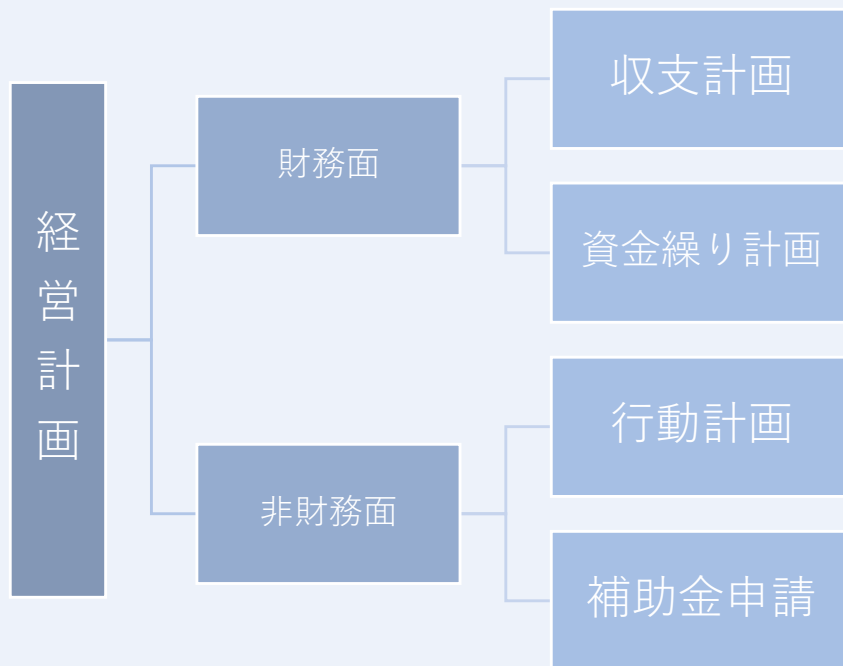 経営計画
財務面
収支計画
資金繰り計画
非財務面
行動計画
補助金申請